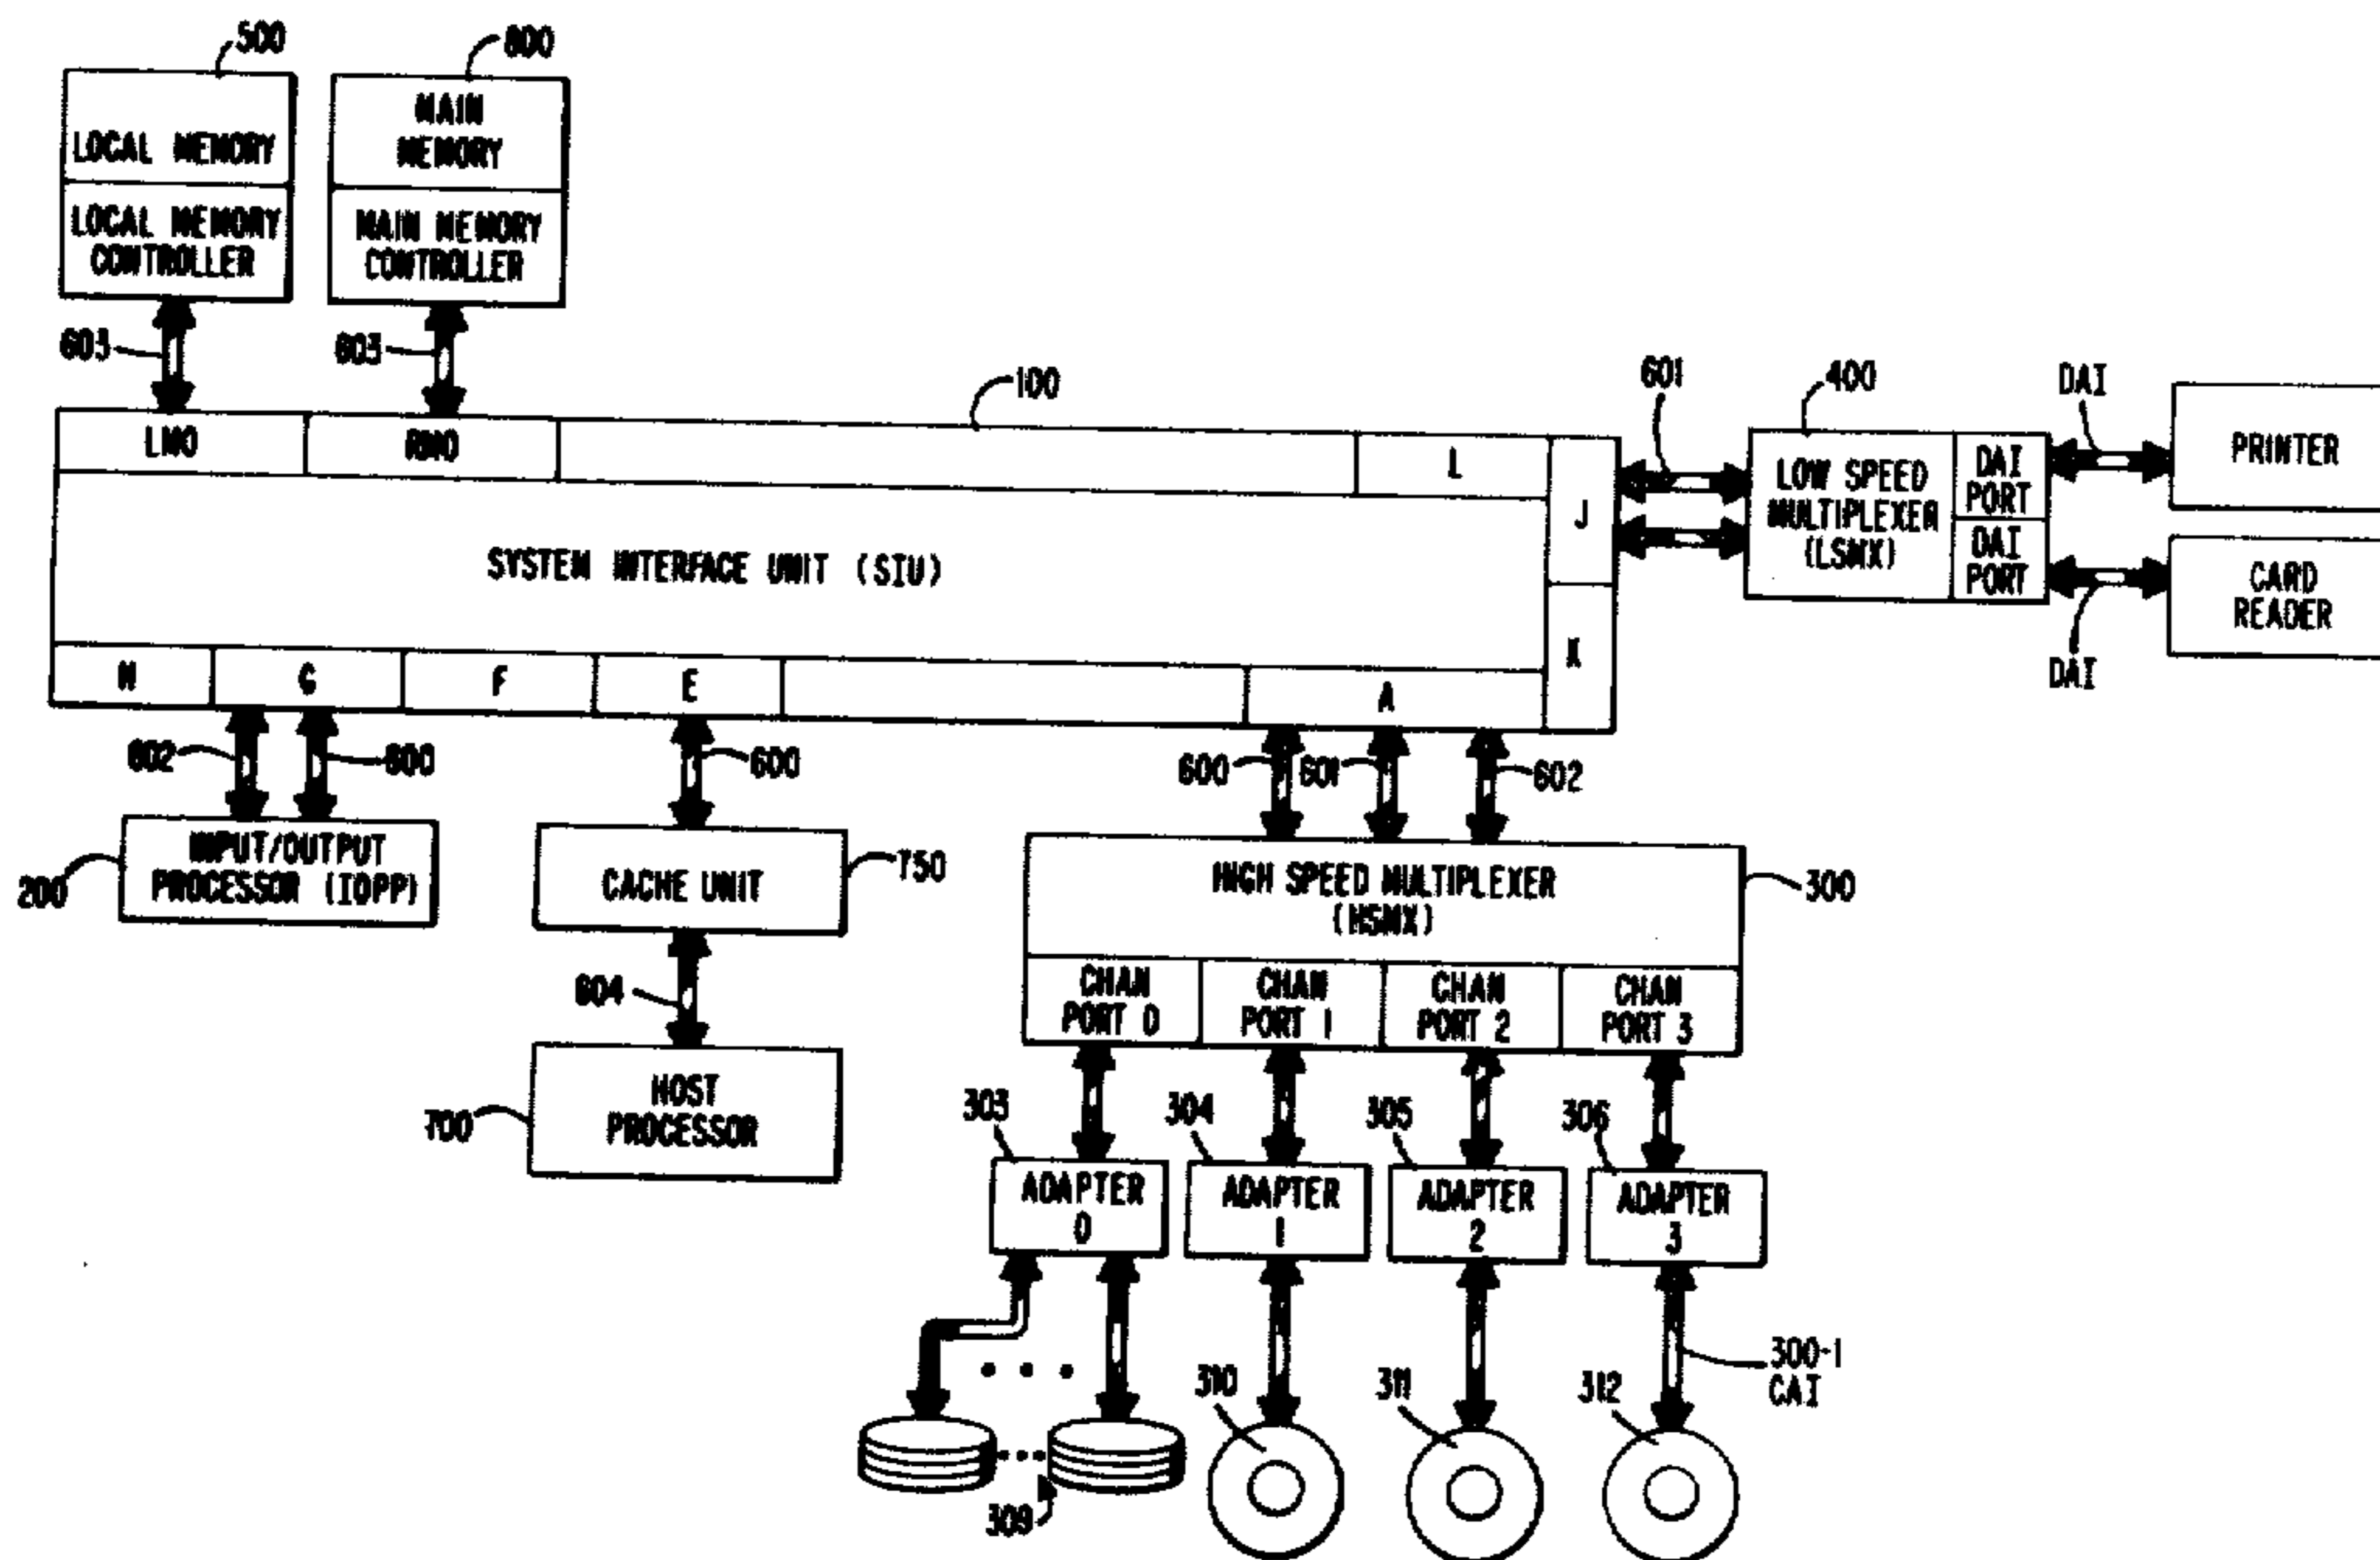 500
800
MAIN
MEMORY
LOCAL MEMORY
LOCAL MEMORY
CONTROLLER
MAIN MEMORY
CONTROLLER
603
603
100
601
400
DAI
LMO
RMO
L
J
LOW SPEED
MULTIPLEXER
(LSMX)
DAI
PORT
DAI
PORT
PRINTER
SYSTEM INTERFACE UNIT (SIU)
CARD
READER
DAI
K
G
F
E
A
602
600
600
600
601
602
INPUT/OUTPUT
PROCESSOR (IOPP)
200
CACHE UNIT
750
HIGH SPEED MULTIPLEXER
(HSMX)
300
CHAN
PORT 0
CHAN
PORT 1
CHAN
PORT 2
CHAN
PORT 3
604
HOST
PROCESSOR
700
303
304
305
306
ADAPTER
0
ADAPTER
1
ADAPTER
2
ADAPTER
3
300-1
CAI
310
311
312
309